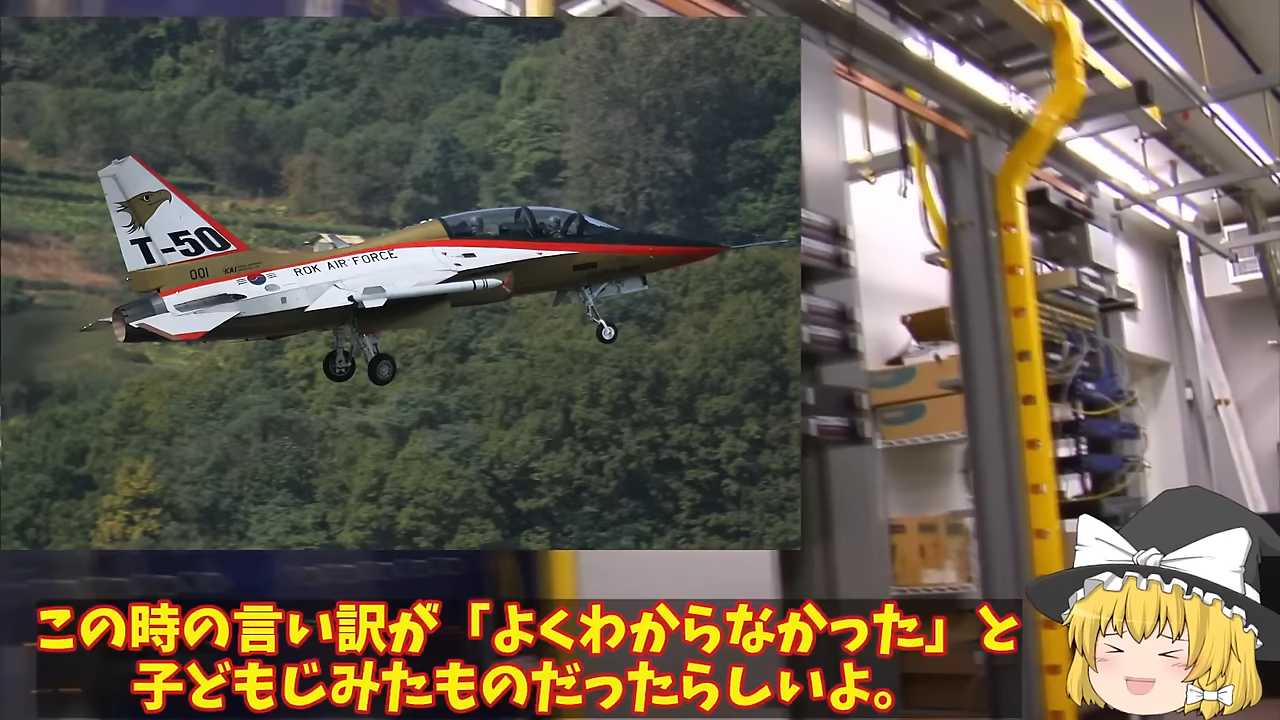 T-50
001 KAI
ROK AIR FORCE
この時の言い訳が「よくわからなかった」と
子どもじみたものだったらしいよ。